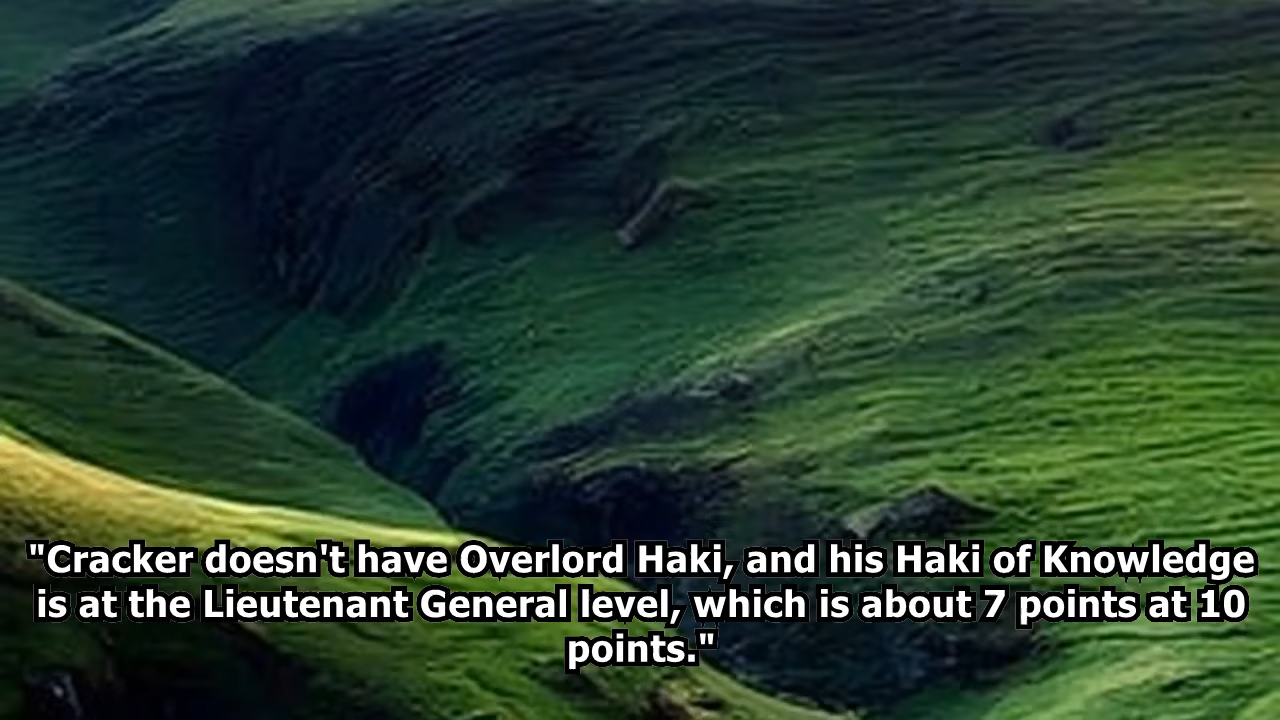 "Cracker doesn't have Overlord Haki, and his Haki of Knowledge
is at the Lieutenant General level, which is about 7 points at 10
points."